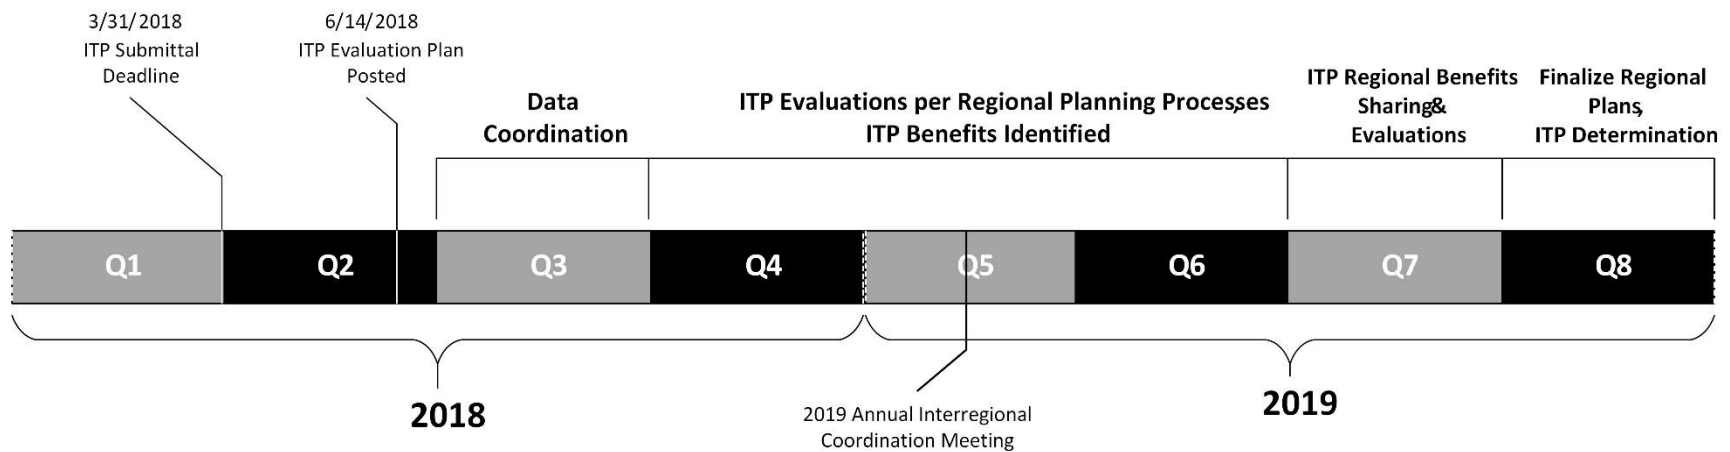 3/31/2018
ITP Submittal
Deadline
6/14/2018
ITP Evaluation Plan
Posted
Data
Coordination
ITP Evaluations per Regional Planning Processes,
ITP Benefits Identified
ITP Regional Benefits
Sharing &
Evaluations
Finalize Regional
Plans,
ITP Determination
Q1
Q2
Q3
Q4
Q5
Q6
Q7
Q8
2018
2019
2019 Annual Interregional
Coordination Meeting